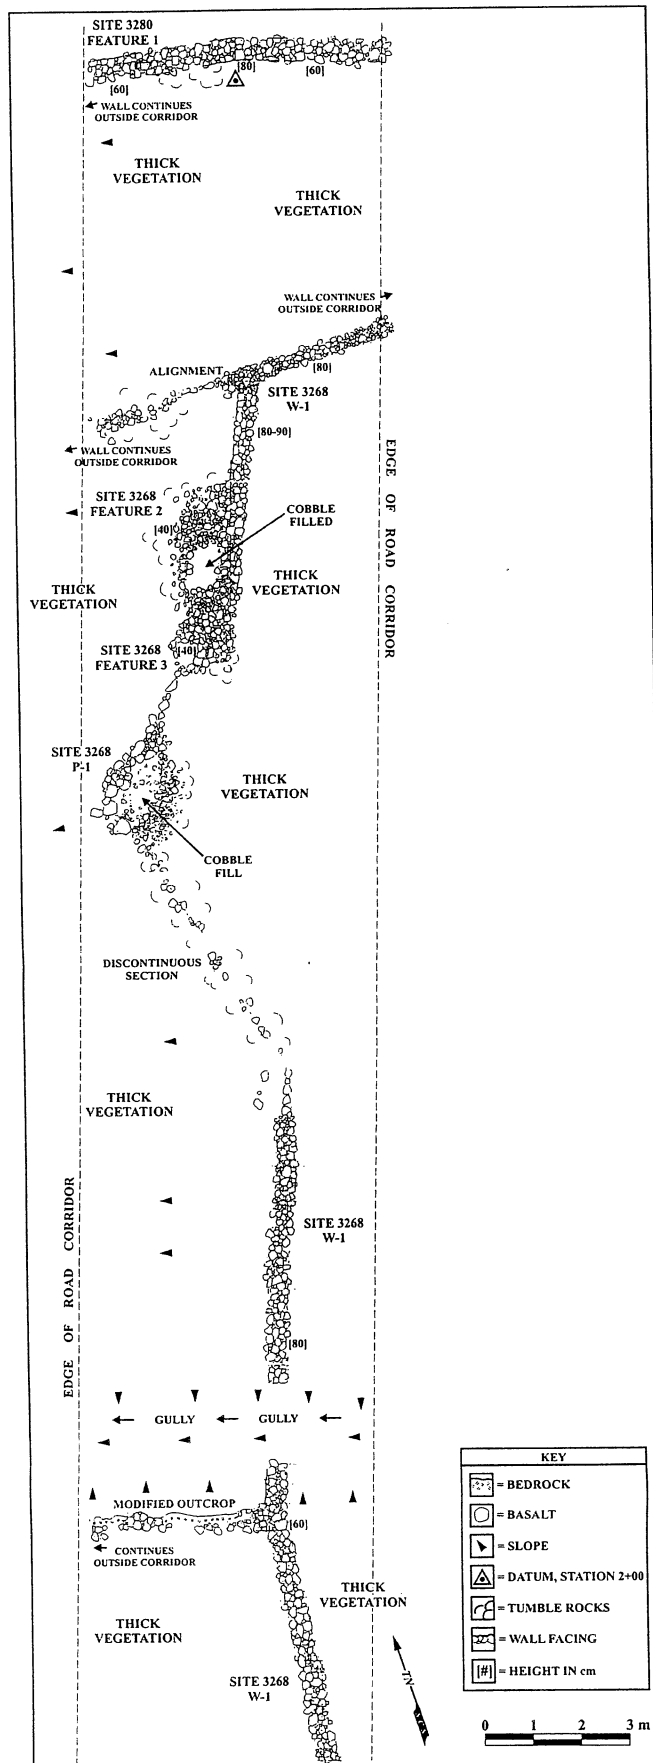 SITE 3280
FEATURE 1
[80]
[60]
[60]
WALL CONTINUES
OUTSIDE CORRIDOR
THICK
VEGETATION
THICK
VEGETATION
WALL CONTINUES
OUTSIDE CORRIDOR
[80]
ALIGNMENT
SITE 3268
W-1
[80-90]
WALL CONTINUES
OUTSIDE CORRIDOR
EDGE OF ROAD CORRIDOR
SITE 3268
FEATURE 2
COBBLE
FILLED
[40]
THICK
VEGETATION
THICK
VEGETATION
SITE 3268
FEATURE 3
[40]
SITE 3268
P-1
THICK
VEGETATION
COBBLE
FILL
DISCONTINUOUS
SECTION
THICK
VEGETATION
EDGE OF ROAD CORRIDOR
SITE 3268
W-1
[80]
GULLY
GULLY
MODIFIED OUTCROP
[60]
CONTINUES
OUTSIDE CORRIDOR
THICK
VEGETATION
THICK
VEGETATION
SITE 3268
W-1
TN
KEY
= BEDROCK
= BASALT
= SLOPE
= DATUM, STATION 2+00
= TUMBLE ROCKS
= WALL FACING
[#] = HEIGHT IN cm
0 1 2 3 m